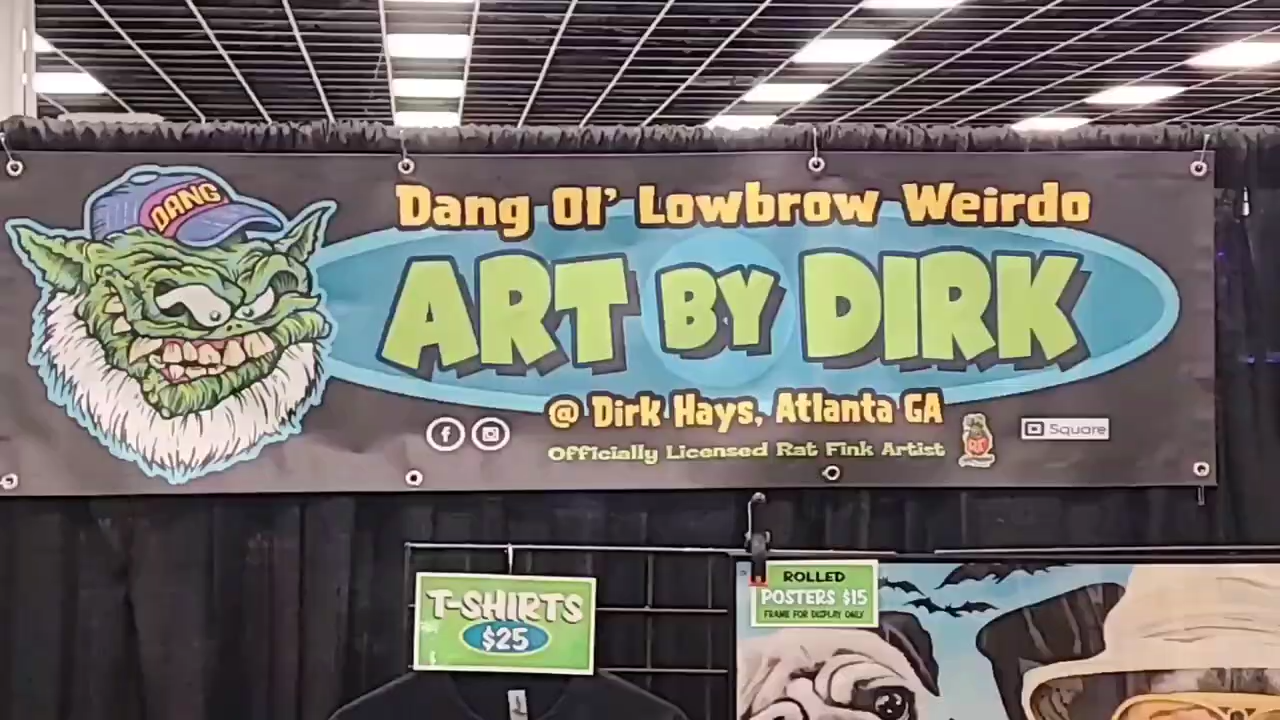 DANG
Dang Ol' Lowbrow Weirdo
ART BY DIRK
@ Dirk Hays, Atlanta GA
Officially Licensed Rat Fink Artist
f
RF
Square
T-SHIRTS
$25
ROLLED
POSTERS $15
FRAME FOR DISPLAY ONLY